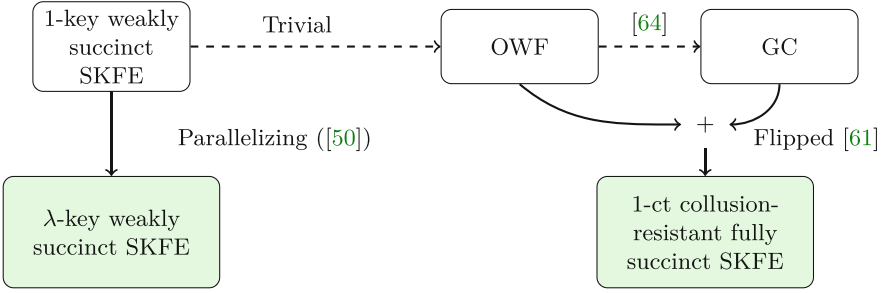 1-key weakly
succinct
SKFE
Trivial
OWF
[64]
GC
+
Parallelizing ([50])
Flipped [61]
λ-key weakly
succinct SKFE
1-ct collusion-
resistant fully
succinct SKFE